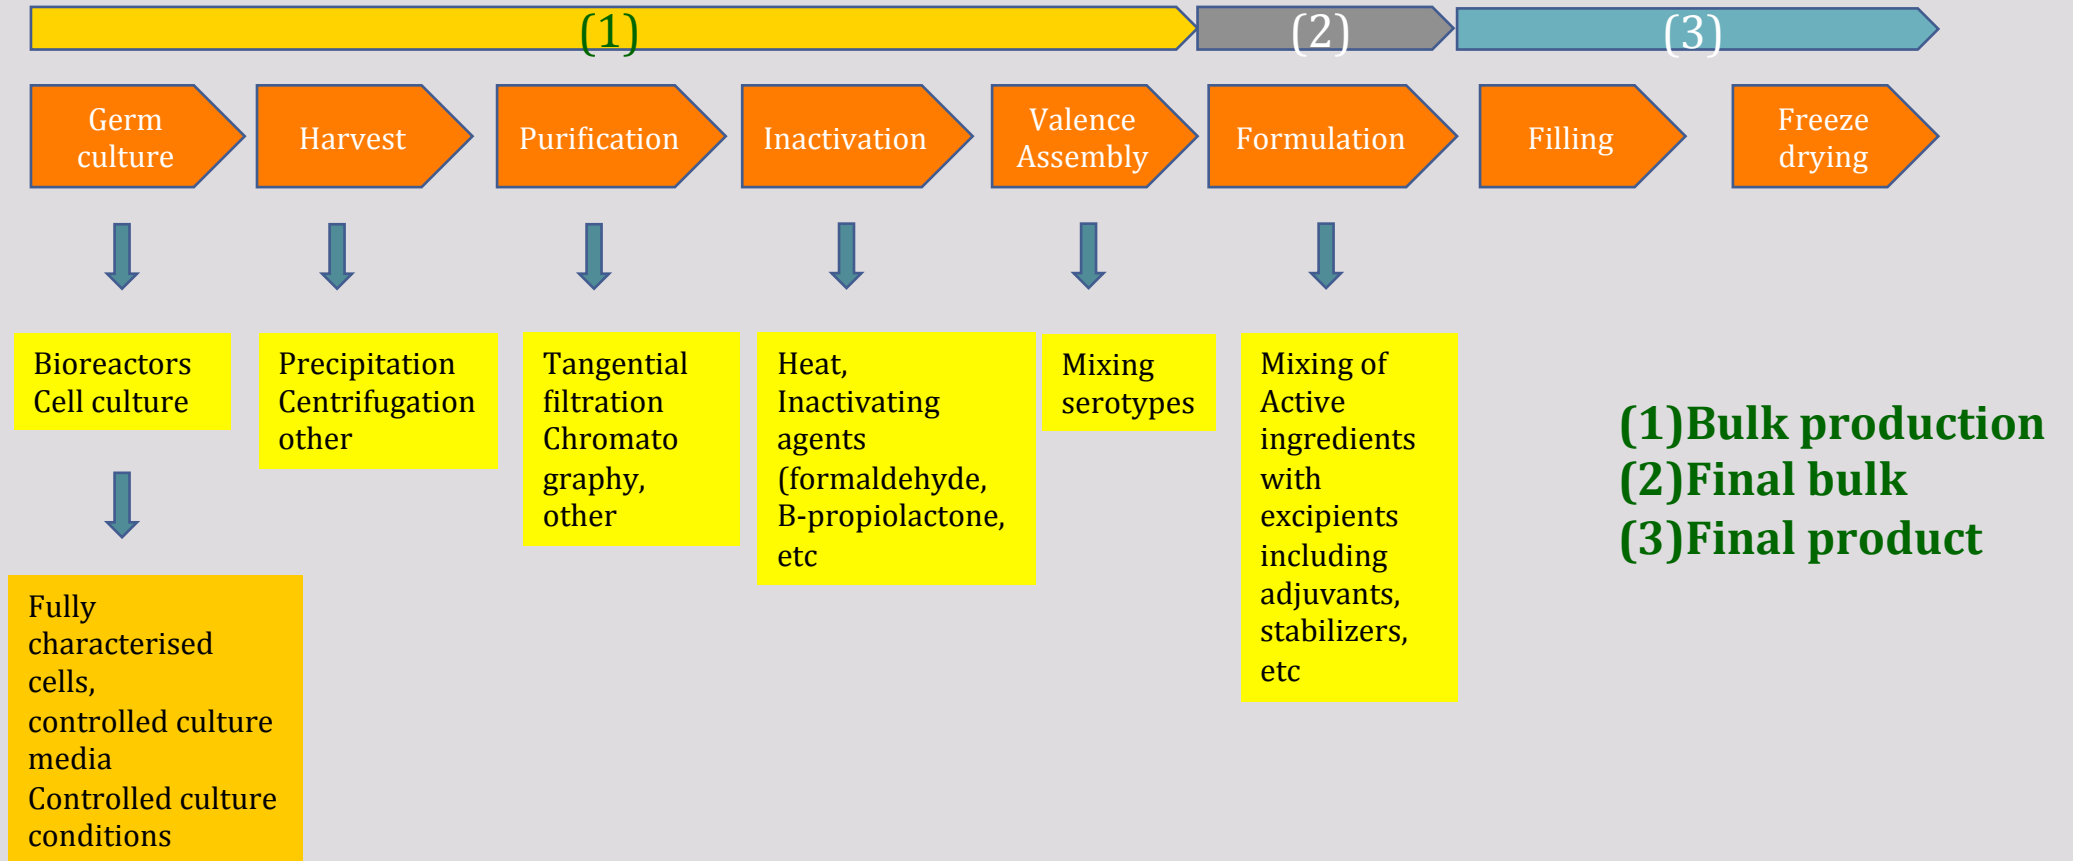 (1)
(2)
(3)
Germ
culture
Harvest
Purification
Inactivation
Valence
Assembly
Formulation
Filling
Freeze
drying
Bioreactors
Cell culture
Precipitation
Centrifugation
other
Tangential
filtration
Chromato
graphy,
other
Heat,
Inactivating
agents
(formaldehyde,
B-propiolactone,
etc
Mixing
serotypes
Mixing of
Active
ingredients
with
excipients
including
adjuvants,
stabilizers,
etc
(1)Bulk production
(2)Final bulk
(3)Final product
Fully
characterised
cells,
controlled culture
media
Controlled culture
conditions